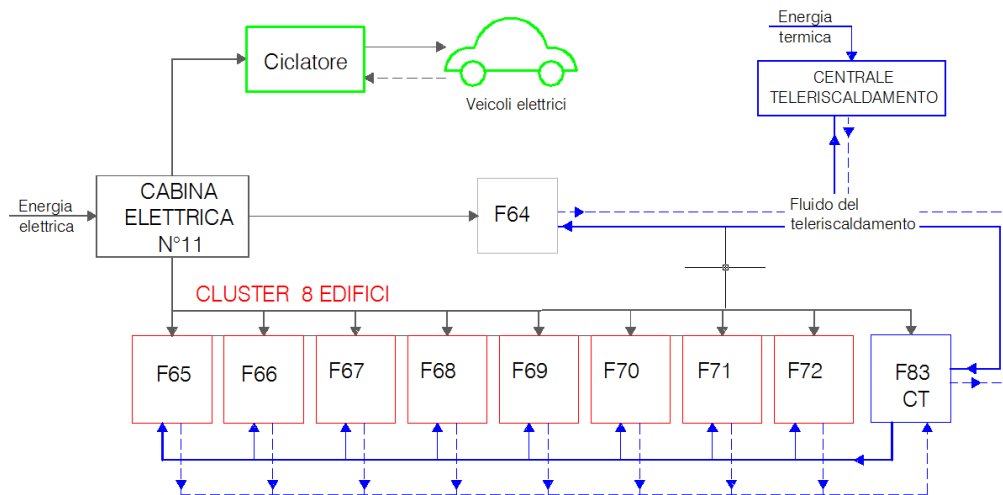 Energia
termica
Ciclatore
CENTRALE
TELERISCALDAMENTO
Veicoli elettrici
CABINA
ELETTRICA
N°11
Energia
elettrica
F64
Fluido del
teleriscaldamento
CLUSTER 8 EDIFICI
F65
F66
F67
F68
F69
F70
F71
F72
F83
CT